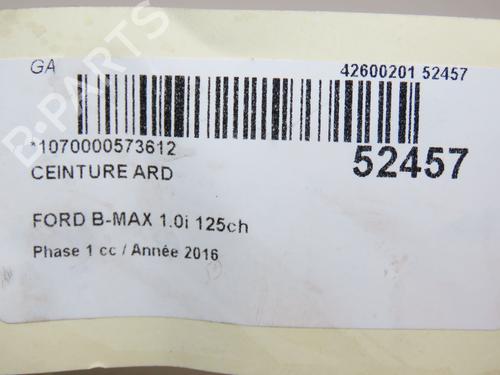 GA
42600201 52457
*1070000573612
52457
CEINTURE ARD
FORD B-MAX 1.0i 125ch
Phase 1 cc / Année 2016
B-PARTS